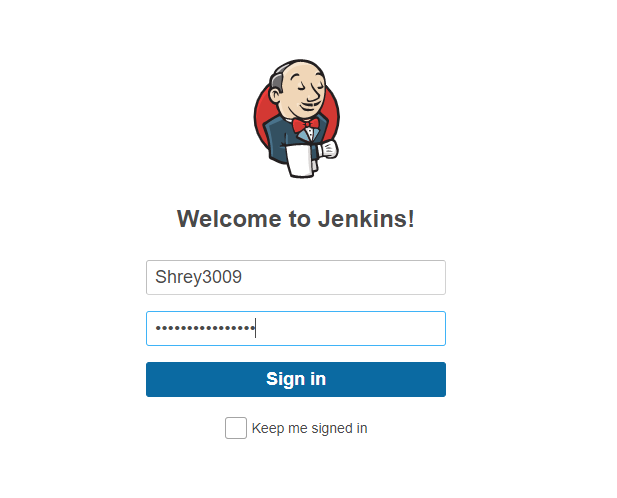 Welcome to Jenkins!
Shrey3009
••••••••••••••••
Sign in
Keep me signed in